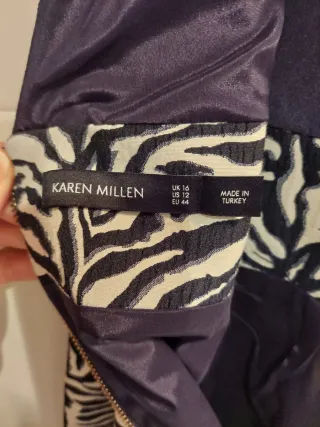 KAREN MILLEN
UK 16
US 12
EU 44
MADE IN
TURKEY